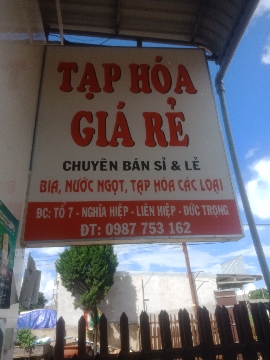 TẠP HÓA
GIÁ RẺ
CHUYÊN BÁN SỈ & LẺ
BIA, NƯỚC NGỌT, TẠP HÓA CÁC LOẠI
ĐC: TỔ 7 - NGHĨA HIỆP - LIÊN HIỆP - ĐỨC TRỌNG
ĐT: 0987 753 162